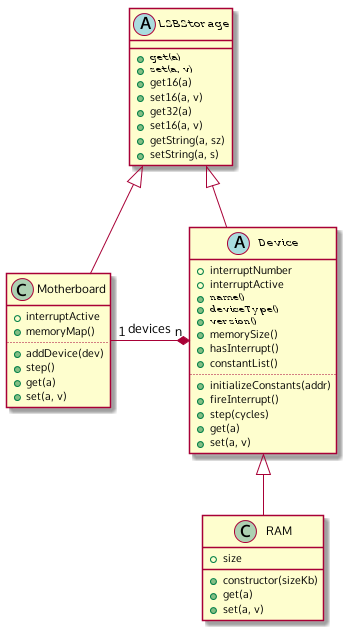 A LSBStorage
get(a)
set(a, v)
get16(a)
set16(a, v)
get32(a)
set16(a, v)
getString(a, sz)
setString(a, s)
C Motherboard
interruptActive
memoryMap()
addDevice(dev)
step()
get(a)
set(a, v)
1 devices n
A Device
interruptNumber
interruptActive
name()
deviceType()
version()
memorySize()
hasInterrupt()
constantList()
initializeConstants(addr)
fireInterrupt()
step(cycles)
get(a)
set(a, v)
C RAM
size
constructor(sizeKb)
get(a)
set(a, v)